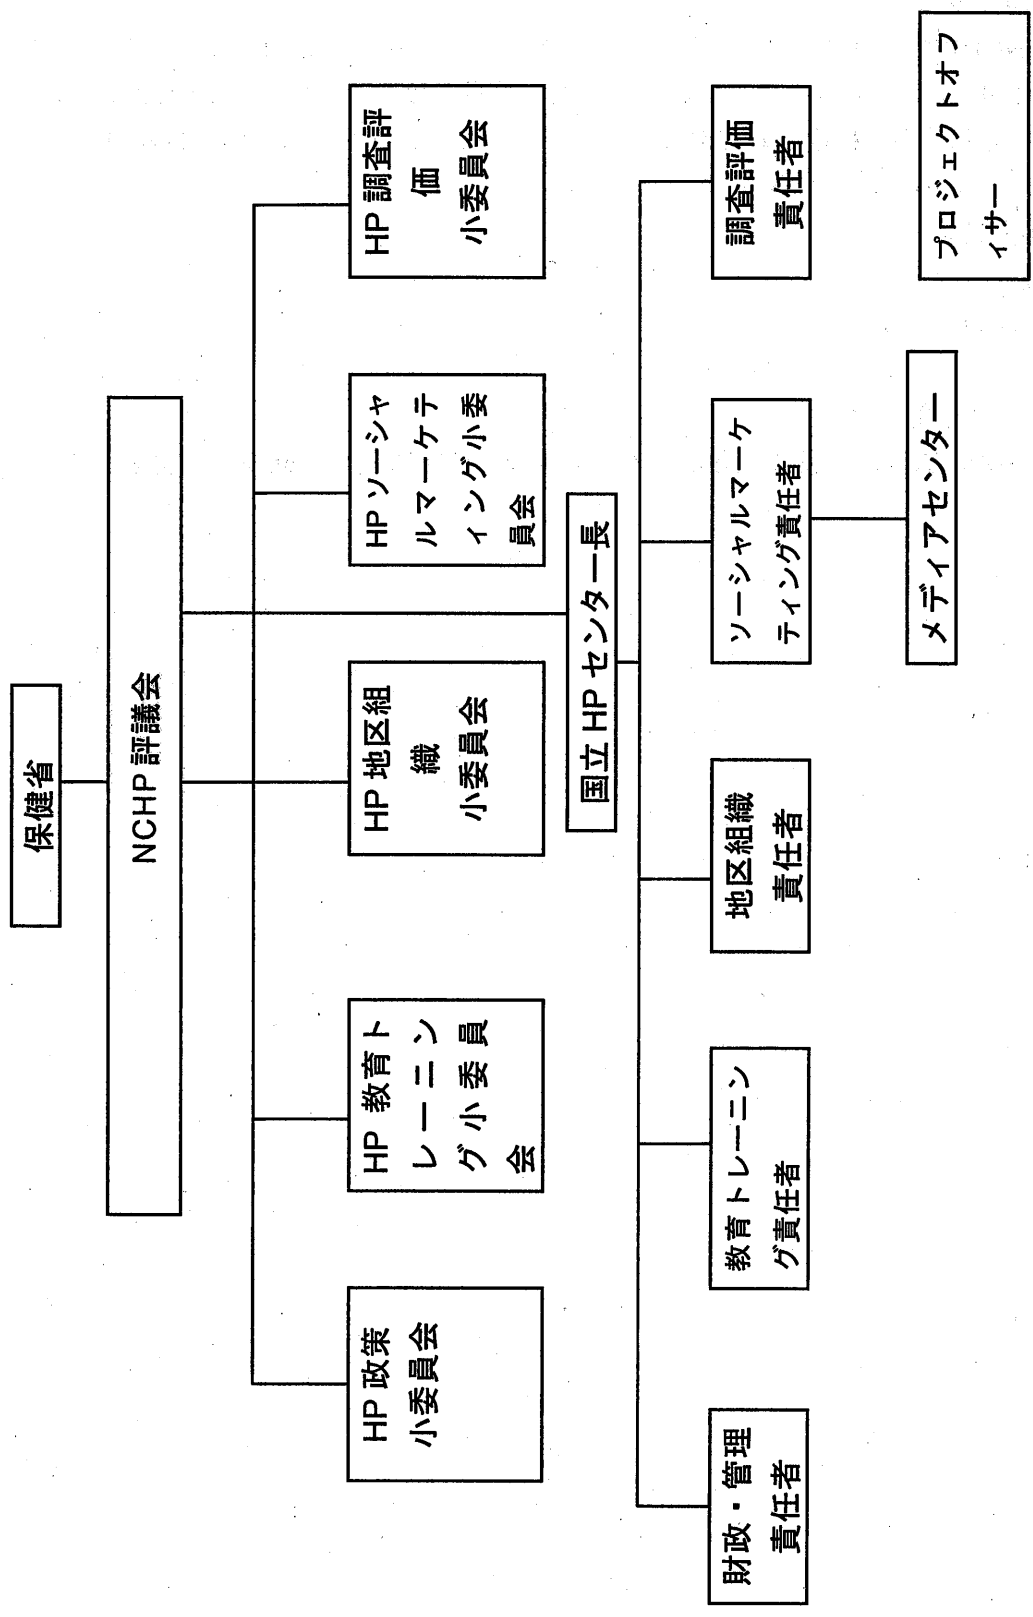 保健省
NCHP 評議会
HP 政策
小委員会
HP 教育ト
レーニン
グ小委員
会
HP 地区組
織
小委員会
HP ソーシャ
ルマーケテ
ィング小委
員会
HP 調査評
価
小委員会
国立 HP センター長
財政・管理
責任者
教育トレーニン
グ責任者
地区組織
責任者
ソーシャルマーケ
ティング責任者
調査評価
責任者
メディアセンター
プロジェクトオフ
ィサー